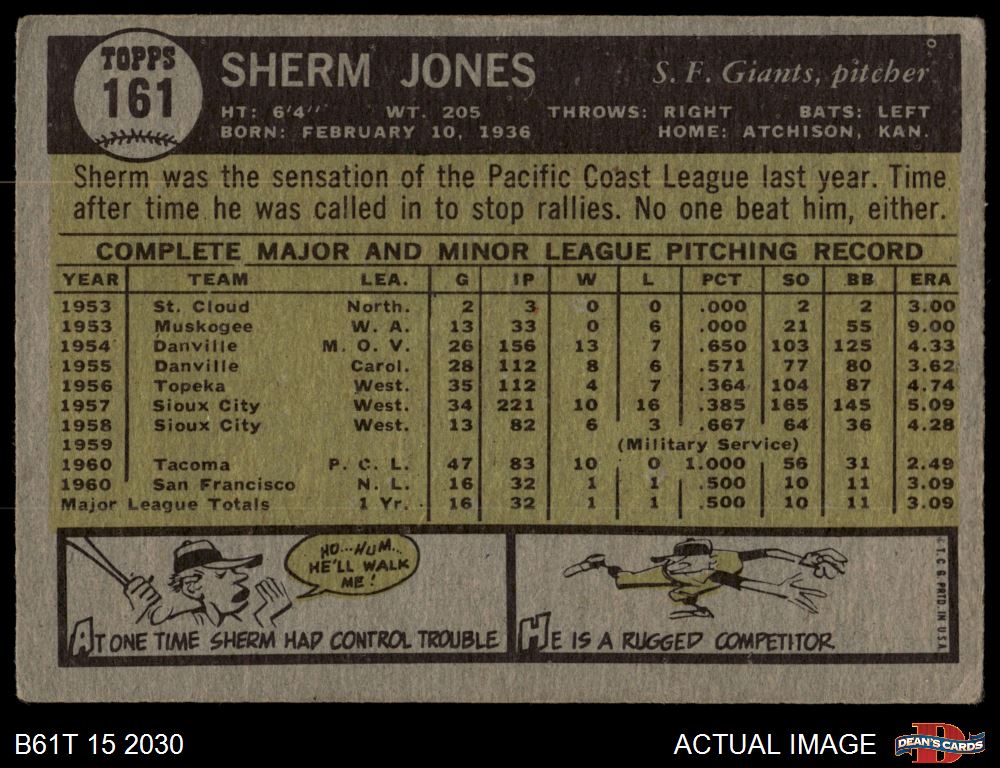 TOPPS
161
SHERM JONES
S. F. Giants, pitcher
HT: 6'4" WT. 205 THROWS: RIGHT BATS: LEFT
BORN: FEBRUARY 10, 1936 HOME: ATCHISON, KAN.
Sherm was the sensation of the Pacific Coast League last year. Time
after time he was called in to stop rallies. No one beat him, either.
COMPLETE MAJOR AND MINOR LEAGUE PITCHING RECORD
YEAR TEAM LEA. G IP W L PCT SO BB ERA
1953 St. Cloud North. 2 3 0 0 .000 2 2 3.00
1953 Muskogee W. A. 13 33 0 6 .000 21 55 9.00
1954 Danville M. O. V. 26 156 13 7 .650 103 125 4.33
1955 Danville Carol. 28 112 8 6 .571 77 80 3.62
1956 Topeka West. 35 112 4 7 .364 104 87 4.74
1957 Sioux City West. 34 221 10 16 .385 165 145 5.09
1958 Sioux City West. 13 82 6 3 .667 64 36 4.28
1959 (Military Service)
1960 Tacoma P. C. L. 47 83 10 0 1.000 56 31 2.49
1960 San Francisco N. L. 16 32 1 1 .500 10 11 3.09
Major League Totals 1 Yr. 16 32 1 1 .500 10 11 3.09
HO...HUM...
HE'LL WALK
ME!
AT ONE TIME SHERM HAD CONTROL TROUBLE
HE IS A RUGGED COMPETITOR
T. C. G. PRTD. IN U.S.A.
B61T 15 2030
ACTUAL IMAGE
DEAN'S CARDS